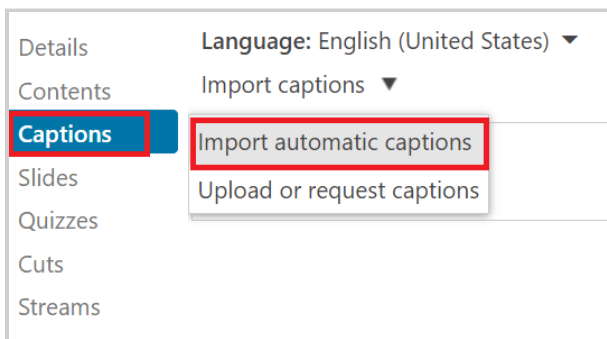 Details
Contents
Captions
Slides
Quizzes
Cuts
Streams
Language: English (United States)
Import captions
Import automatic captions
Upload or request captions